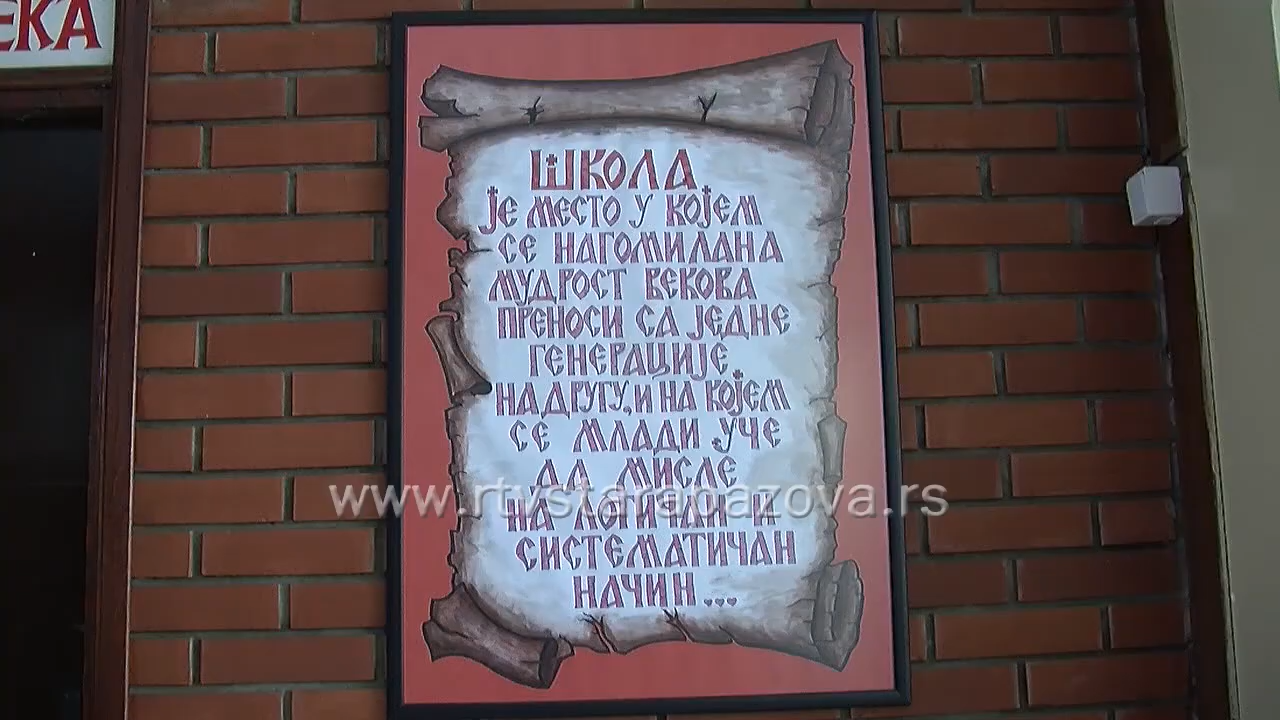 ЕКА
ШКОЛА
ЈЕ МЕСТО У КОЈЕМ
СЕ НАГОМИЛАНА
МУДРОСТ ВЕКОВА
ПРЕНОСИ СА ЈЕДНЕ
ГЕНЕРАЦИЈЕ
НА ДРУГУ, И НА КОЈЕМ
СЕ МЛАДИ УЧЕ
ДА МИСЛЕ
www.rtvstarapazova.rs
НА ЛОГИЧАН И
СИСТЕМАТИЧАН
НАЧИН...